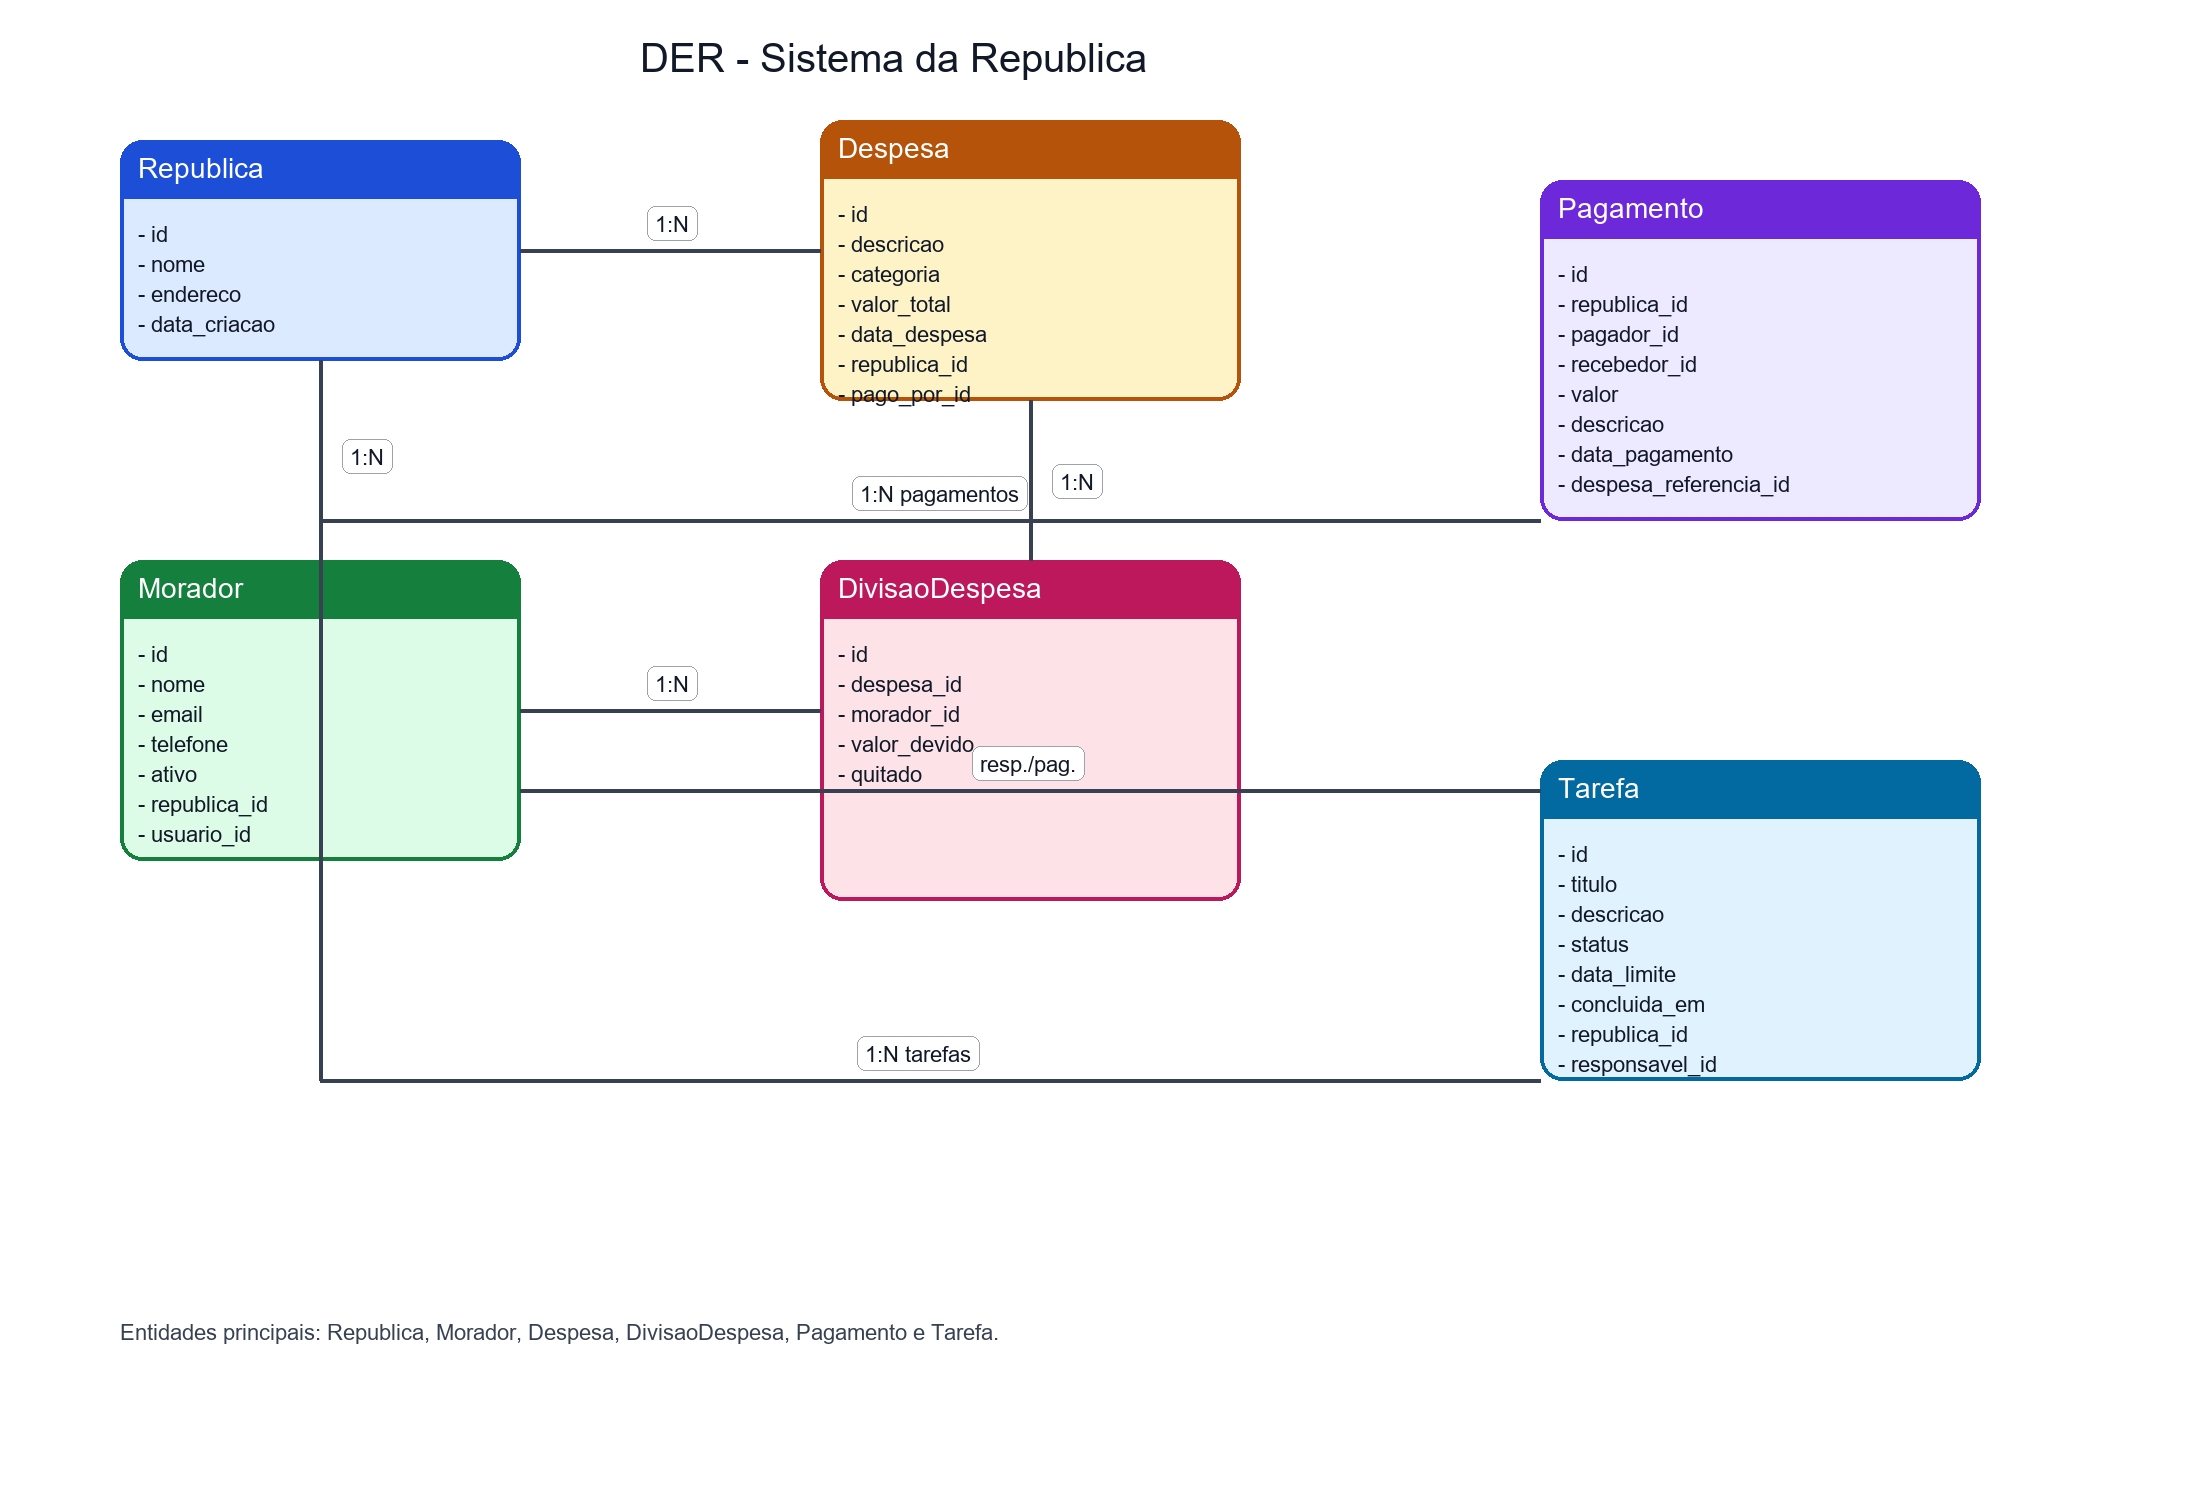 DER - Sistema da Republica
Republica
- id
- nome
- endereco
- data_criacao
1:N
Despesa
- id
- descricao
- categoria
- valor_total
- data_despesa
- republica_id
- pago_por_id
Pagamento
- id
- republica_id
- pagador_id
- recebedor_id
- valor
- descricao
- data_pagamento
- despesa_referencia_id
1:N
1:N pagamentos
1:N
Morador
- id
- nome
- email
- telefone
- ativo
- republica_id
- usuario_id
1:N
DivisaoDespesa
- id
- despesa_id
- morador_id
- valor_devido
- quitado
resp./pag.
Tarefa
- id
- titulo
- descricao
- status
- data_limite
- concluida_em
- republica_id
- responsavel_id
1:N tarefas
Entidades principais: Republica, Morador, Despesa, DivisaoDespesa, Pagamento e Tarefa.